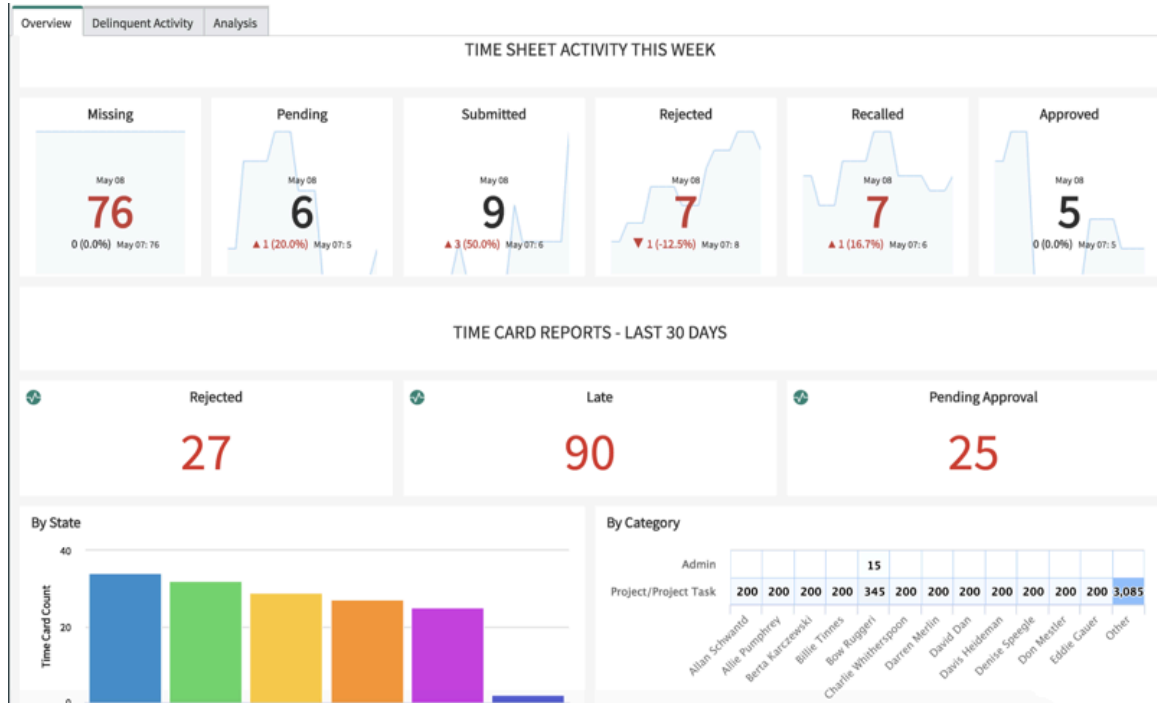 Overview Delinquent Activity Analysis
TIME SHEET ACTIVITY THIS WEEK
Missing Pending Submitted Rejected Recalled Approved
May 08 May 08 May 08 May 08 May 08 May 08
76 6 9 7 7 5
0 (0.0%) May 07: 76 ▲ 1 (20.0%) May 07: 5 ▲ 3 (50.0%) May 07: 6 ▼ 1 (-12.5%) May 07: 8 ▲ 1 (16.7%) May 07: 6 0 (0.0%) May 07: 5
TIME CARD REPORTS - LAST 30 DAYS
Rejected Late Pending Approval
27 90 25
By State
40
20
0
Time Card Count
By Category
Admin 15
Project/Project Task 200 200 200 200 345 200 200 200 200 200 200 200 3,085
Allan Schwantd
Allie Pumphrey
Berta Karczewski
Billie Tinnes
Bow Ruggeri
Charlie Whitherspoon
Darren Merlin
David Dan
Davis Heideman
Denise Speegle
Don Mestler
Eddie Gauer
Other